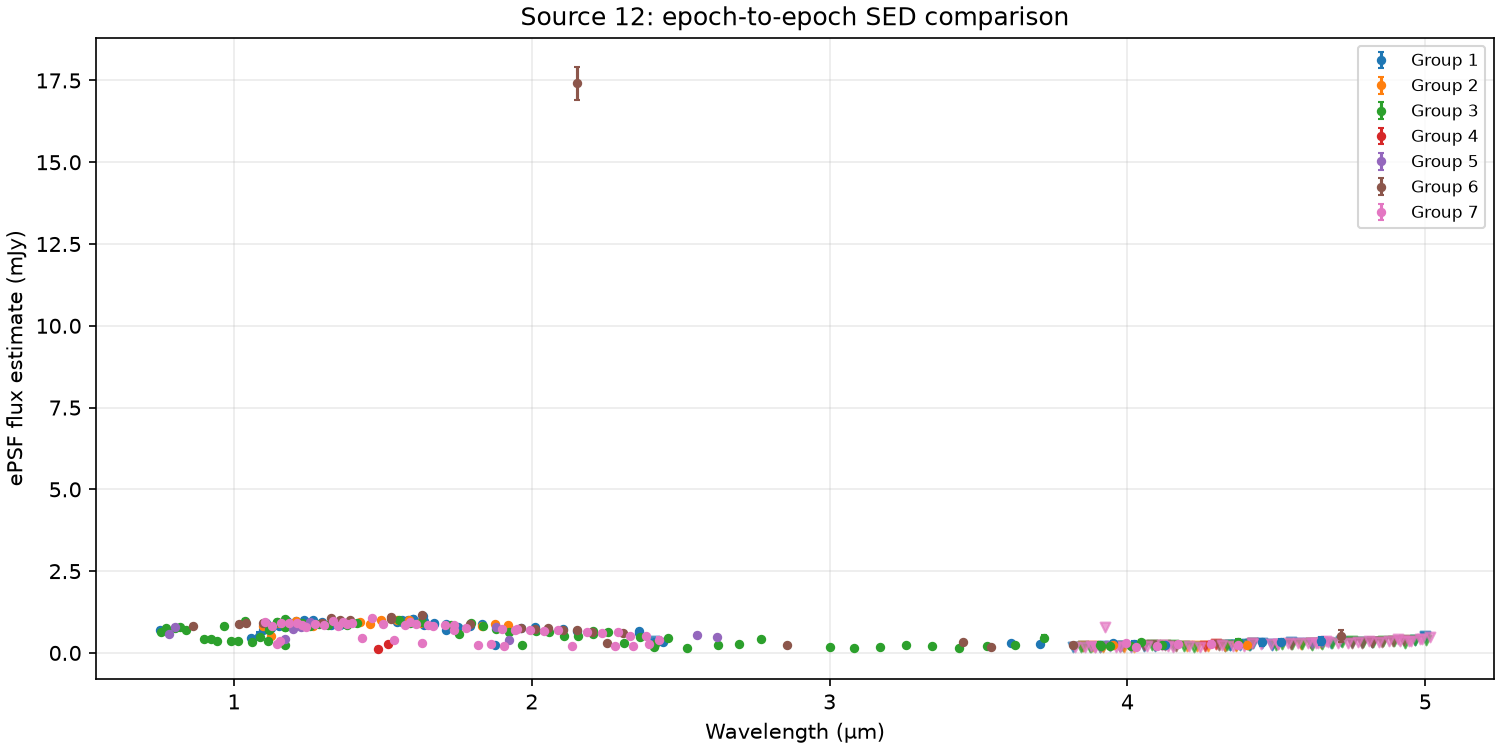 Source 12: epoch-to-epoch SED comparison
ePSF flux estimate (mJy)
17.5
15.0
12.5
10.0
7.5
5.0
2.5
0.0
1 2 3 4 5
Wavelength (μm)
Group 1
Group 2
Group 3
Group 4
Group 5
Group 6
Group 7